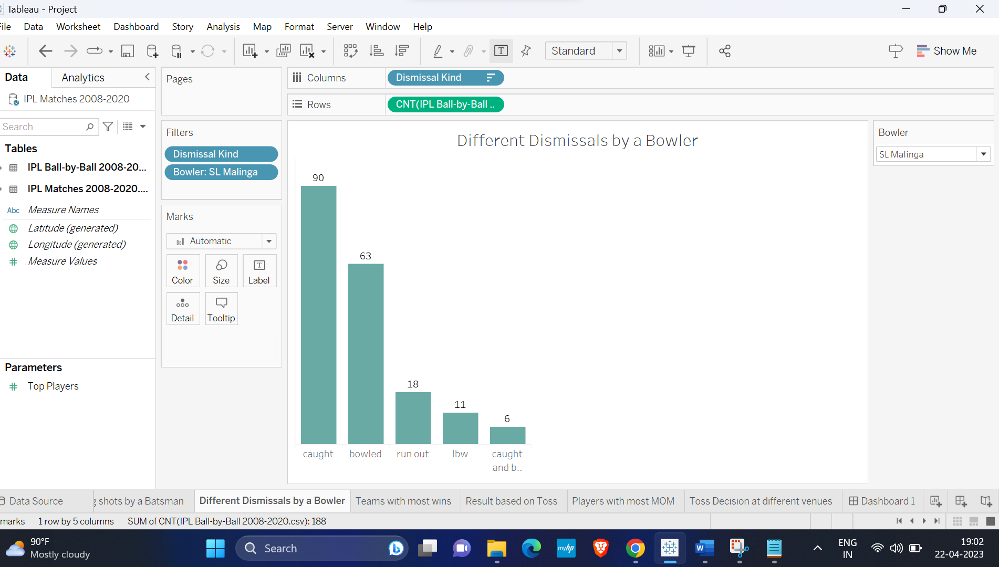 Tableau - Project
File Data Worksheet Dashboard Story Analysis Map Format Server Window Help
Standard
Show Me
Data
Analytics
IPL Matches 2008-2020
Search
Tables
IPL Ball-by-Ball 2008-20...
IPL Matches 2008-2020....
Abc Measure Names
Latitude (generated)
Longitude (generated)
Measure Values
Parameters
Top Players
Pages
Filters
Dismissal Kind
Bowler: SL Malinga
Marks
Automatic
Color Size Label
Detail Tooltip
Columns Dismissal Kind
Rows CNT(IPL Ball-by-Ball ..
Different Dismissals by a Bowler
90
63
18
11
6
caught bowled run out lbw caught
and b..
Bowler
SL Malinga
Data Source g shots by a Batsman Different Dismissals by a Bowler Teams with most wins Result based on Toss Players with most MOM Toss Decision at different venues Dashboard 1
marks 1 row by 5 columns SUM of CNT(IPL Ball-by-Ball 2008-2020.csv): 188
90°F
Mostly cloudy
Search
myhp
W
ENG
IN
19:02
22-04-2023